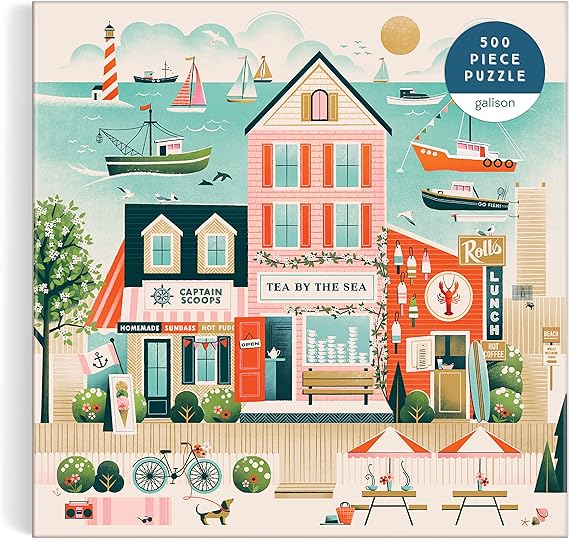 500
PIECE
PUZZLE
galison
GO FISH!
Rolls
LUNCH
HOT
COFFEE
BEACH
CAPTAIN
SCOOPS
TEA BY THE SEA
HOMEMADE SUNDAES HOT FUDG
OPEN